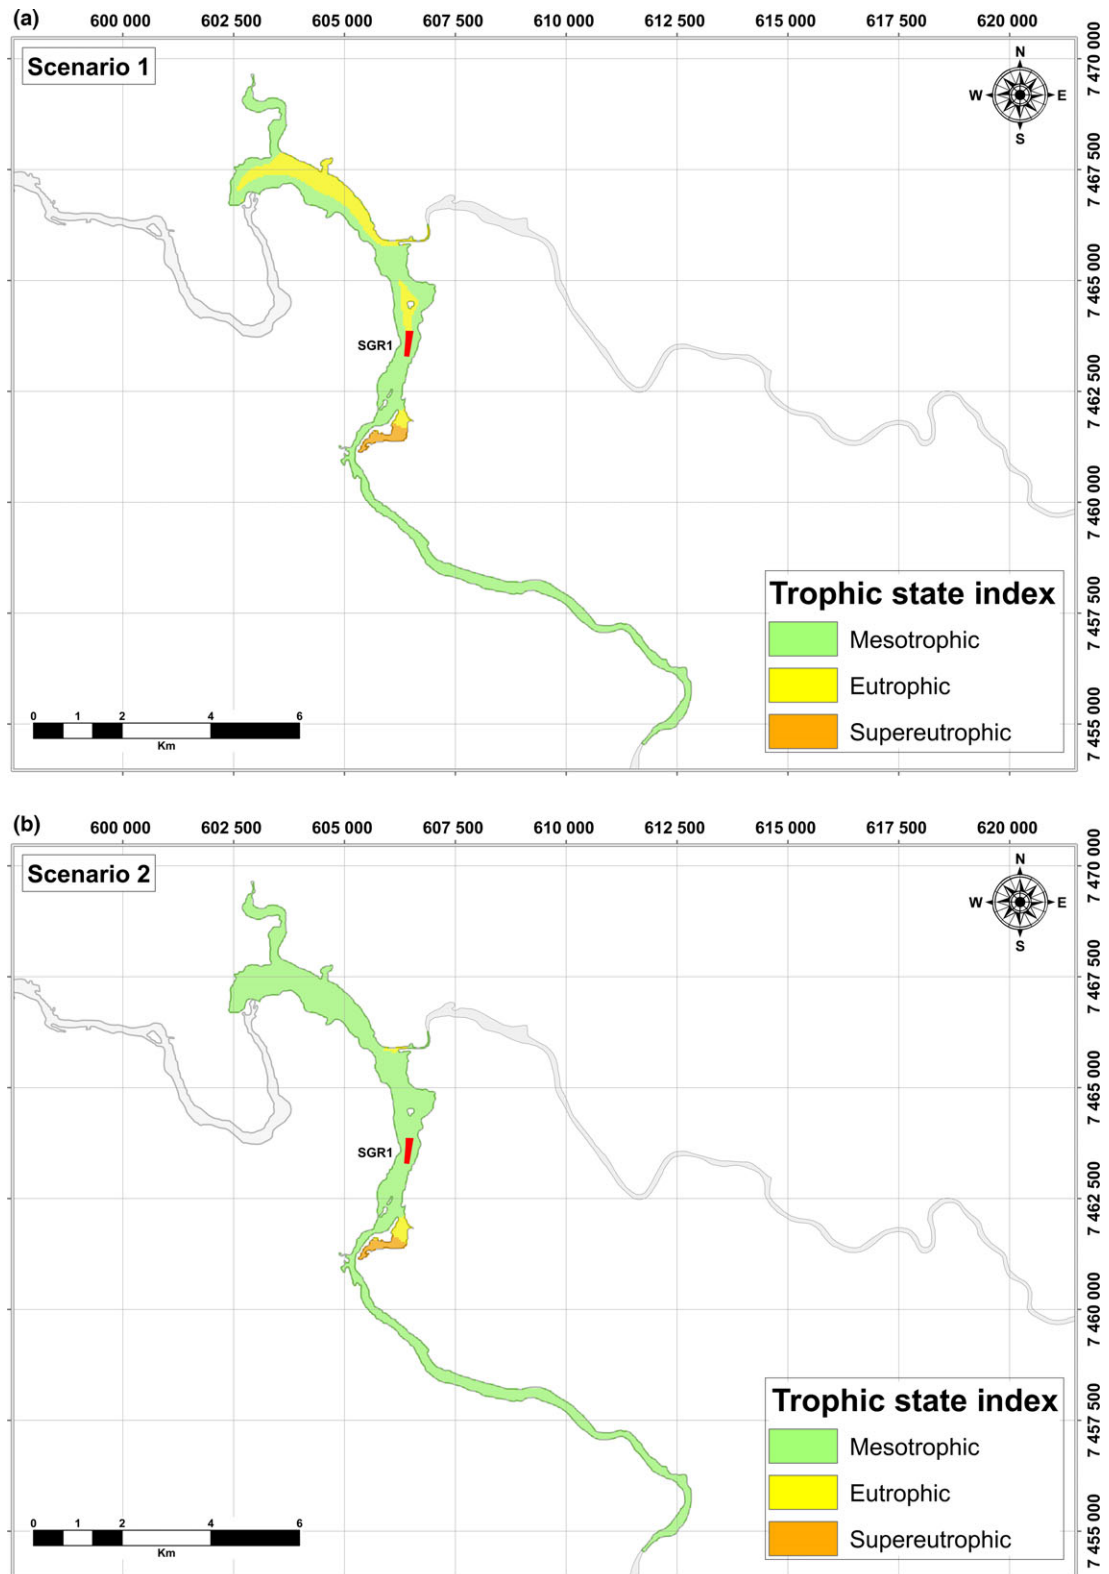 (a)
600 000 602 500 605 000 607 500 610 000 612 500 615 000 617 500 620 000
Scenario 1
N
W E
S
7 470 000
7 467 500
7 465 000
SGR1
7 462 500
7 460 000
7 457 500
7 455 000
Trophic state index
Mesotrophic
Eutrophic
Supereutrophic
0 1 2 4 6
Km
(b)
600 000 602 500 605 000 607 500 610 000 612 500 615 000 617 500 620 000
Scenario 2
N
W E
S
7 470 000
7 467 500
7 465 000
SGR1
7 462 500
7 460 000
7 457 500
7 455 000
Trophic state index
Mesotrophic
Eutrophic
Supereutrophic
0 1 2 4 6
Km